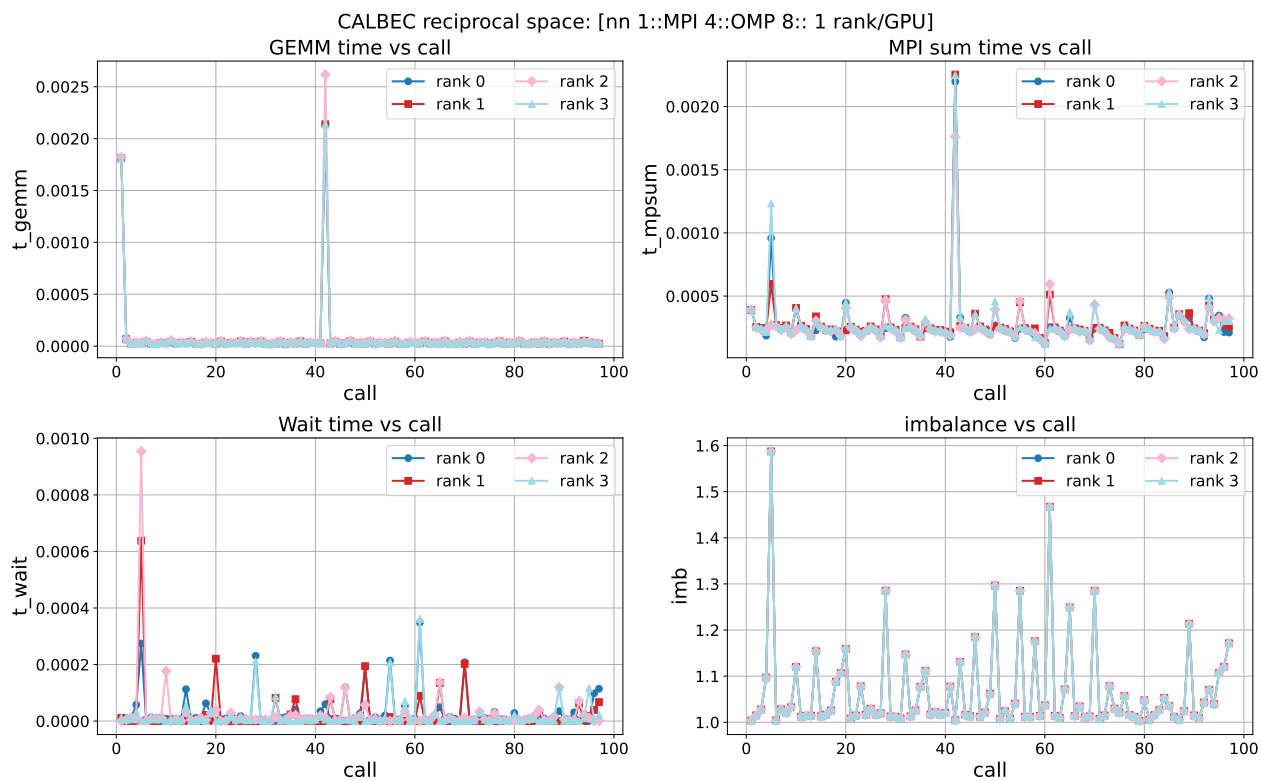 CALBEC reciprocal space: [nn 1::MPI 4::OMP 8:: 1 rank/GPU]
GEMM time vs call
MPI sum time vs call
t_gemm
0.0025
0.0020
0.0015
0.0010
0.0005
0.0000
rank 0
rank 1
rank 2
rank 3
0
20
40
60
80
100
call
t_mpsum
0.0020
0.0015
0.0010
0.0005
rank 0
rank 1
rank 2
rank 3
0
20
40
60
80
100
call
Wait time vs call
imbalance vs call
t_wait
0.0010
0.0008
0.0006
0.0004
0.0002
0.0000
rank 0
rank 1
rank 2
rank 3
0
20
40
60
80
100
call
imb
1.6
1.5
1.4
1.3
1.2
1.1
1.0
rank 0
rank 1
rank 2
rank 3
0
20
40
60
80
100
call